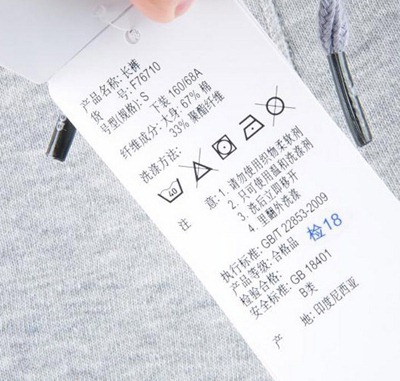 产品名称: 长裤
货 号: F76710
号型(规格): S 下装 160/68A
纤维成分: 大身: 67% 棉
33% 聚酯纤维
洗涤方法:
40
注 意: 1. 请勿使用织物柔软剂
2. 只可使用温和洗涤剂
3. 洗后立即移开
4. 里翻外洗涤
执行标准: GB/T 22853-2009
产品等级: 合格品
检验合格: 检18
安全标准: GB 18401
B类
产 地: 印度尼西亚